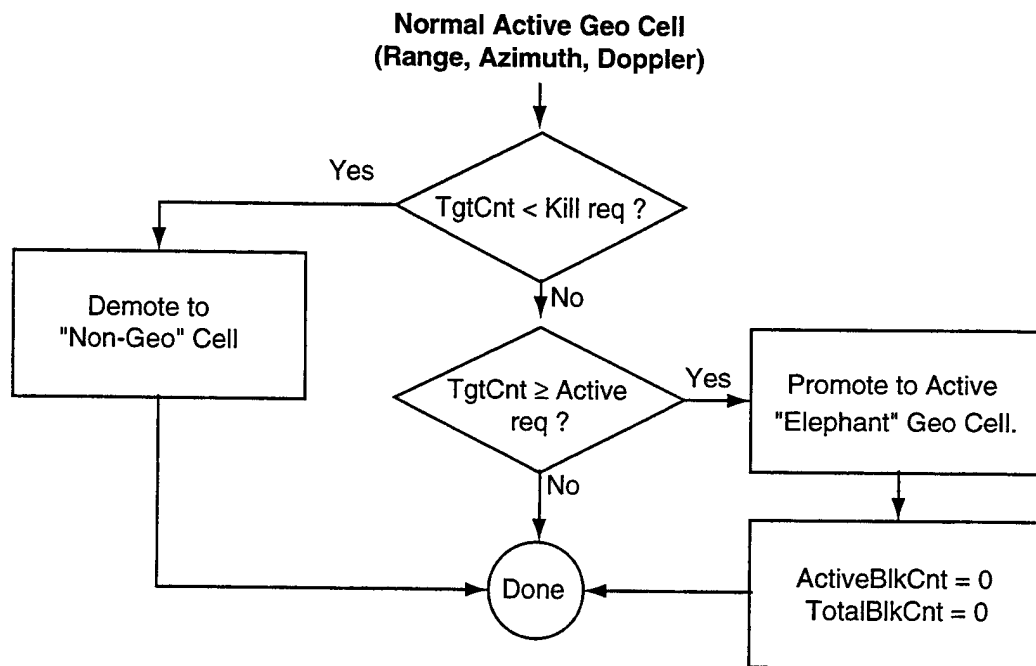 Normal Active Geo Cell
(Range, Azimuth, Doppler)
Yes
TgtCnt < Kill req ?
Demote to
"Non-Geo" Cell
No
TgtCnt ≥ Active
req ?
Yes
Promote to Active
"Elephant" Geo Cell.
No
Done
ActiveBlkCnt = 0
TotalBlkCnt = 0